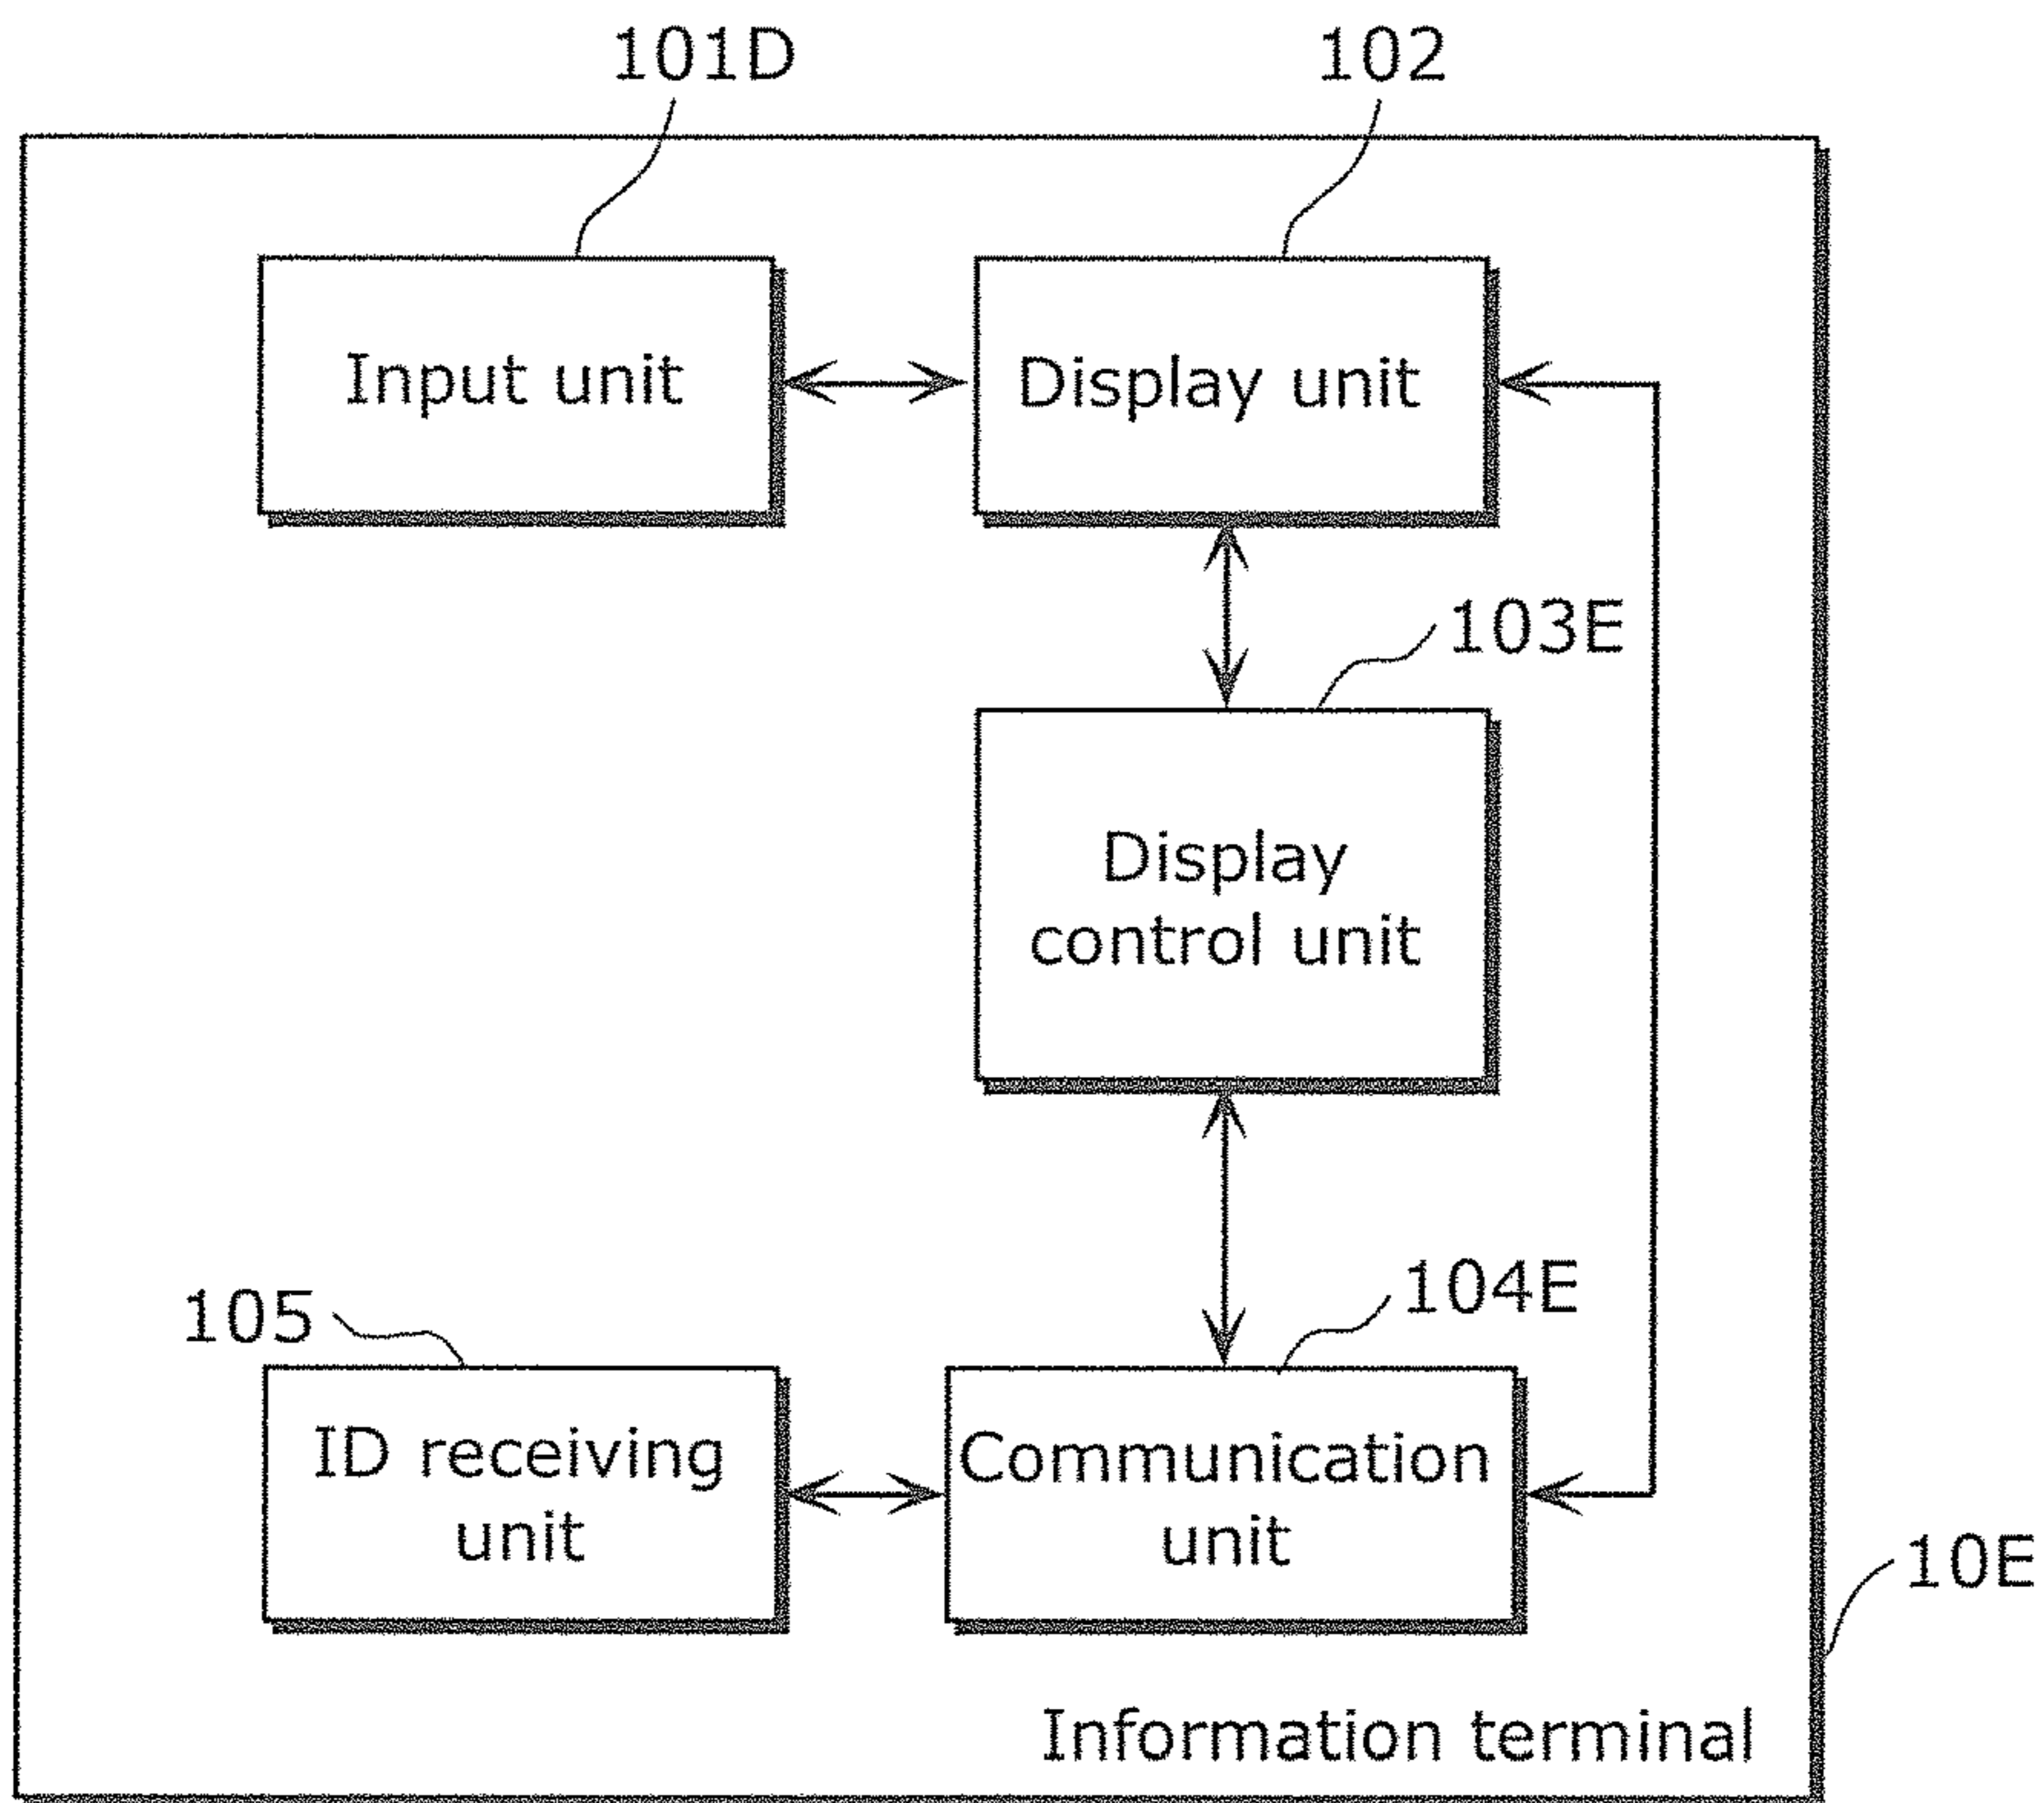 101D
102
Input unit
Display unit
103E
Display
control unit
105
104E
ID receiving
unit
Communication
unit
10E
Information terminal